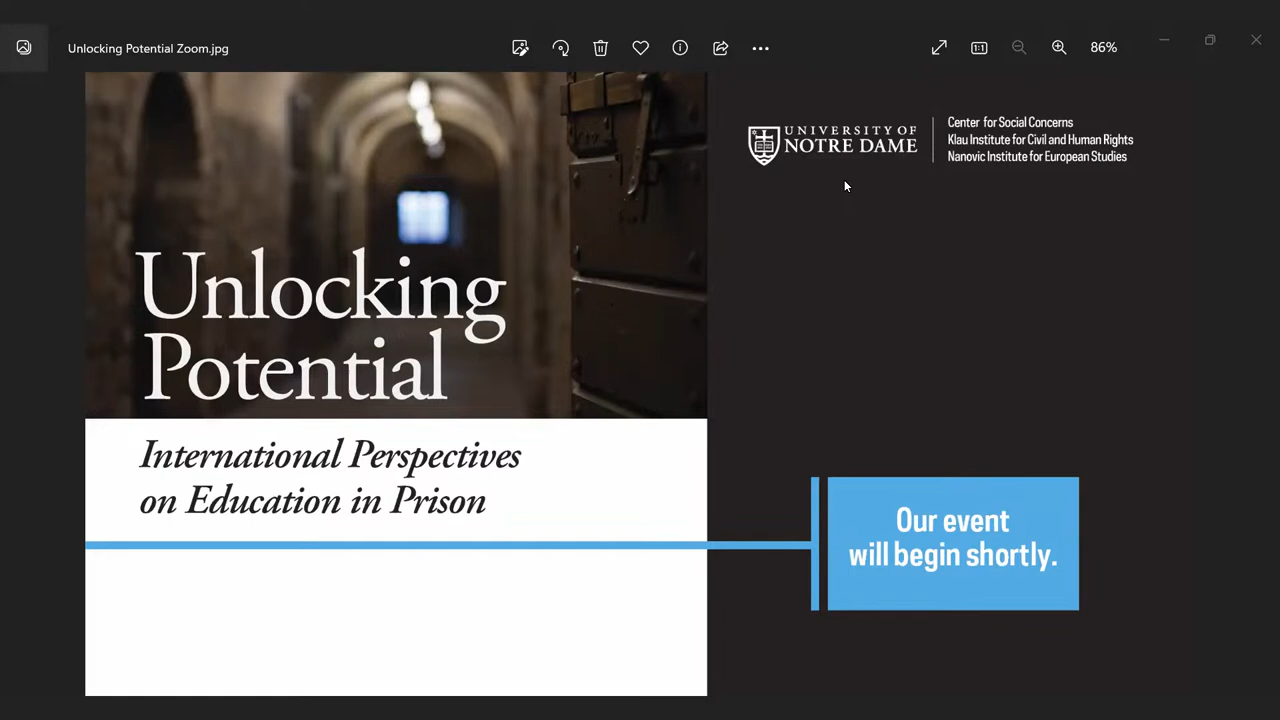 Unlocking Potential Zoom.jpg
86%
UNIVERSITY OF
NOTRE DAME
Center for Social Concerns
Klau Institute for Civil and Human Rights
Nanovic Institute for European Studies
Unlocking
Potential
International Perspectives
on Education in Prison
Our event
will begin shortly.